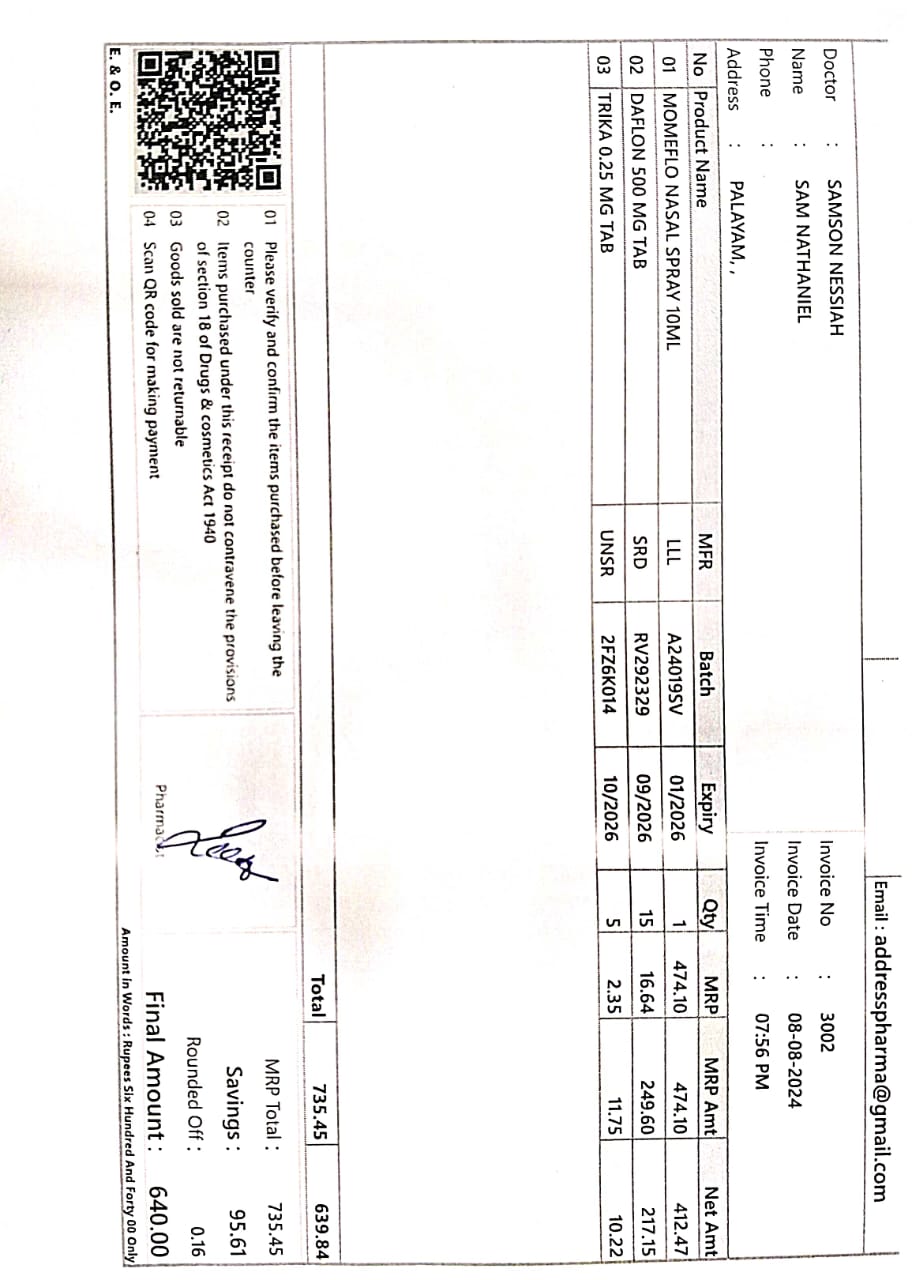 Email : addresspharma@gmail.com
Doctor : SAMSON NESSIAH
Name : SAM NATHANIEL
Phone :
Address : PALAYAM, ,
Invoice No : 3002
Invoice Date : 08-08-2024
Invoice Time : 07:56 PM
No Product Name MFR Batch Expiry Qty MRP MRP Amt Net Amt
01 MOMEFLO NASAL SPRAY 10ML LLL A24019SV 01/2026 1 474.10 474.10 412.47
02 DAFLON 500 MG TAB SRD RV292329 09/2026 15 16.64 249.60 217.15
03 TRIKA 0.25 MG TAB UNSR 2FZ6K014 10/2026 5 2.35 11.75 10.22
Total 735.45 639.84
01 Please verify and confirm the items purchased before leaving the
counter
02 Items purchased under this receipt do not contravene the provisions
of section 18 of Drugs & cosmetics Act 1940
03 Goods sold are not returnable
04 Scan QR code for making payment
E. & O. E.
Pharmacist
MRP Total : 735.45
Savings : 95.61
Rounded Off : 0.16
Final Amount : 640.00
Amount in Words : Rupees Six Hundred And Forty 00 Only